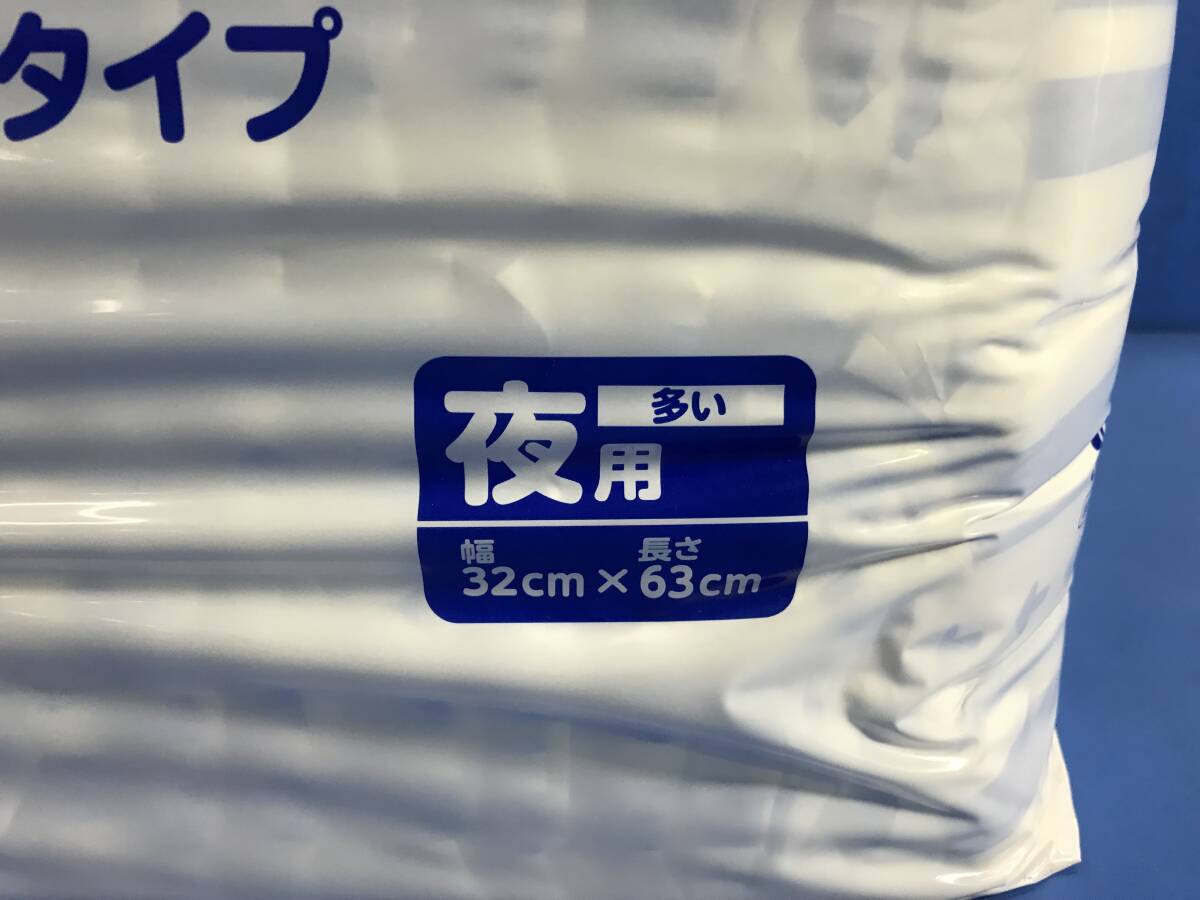 タイプ
夜用 多い
幅 長さ
32cm×63cm